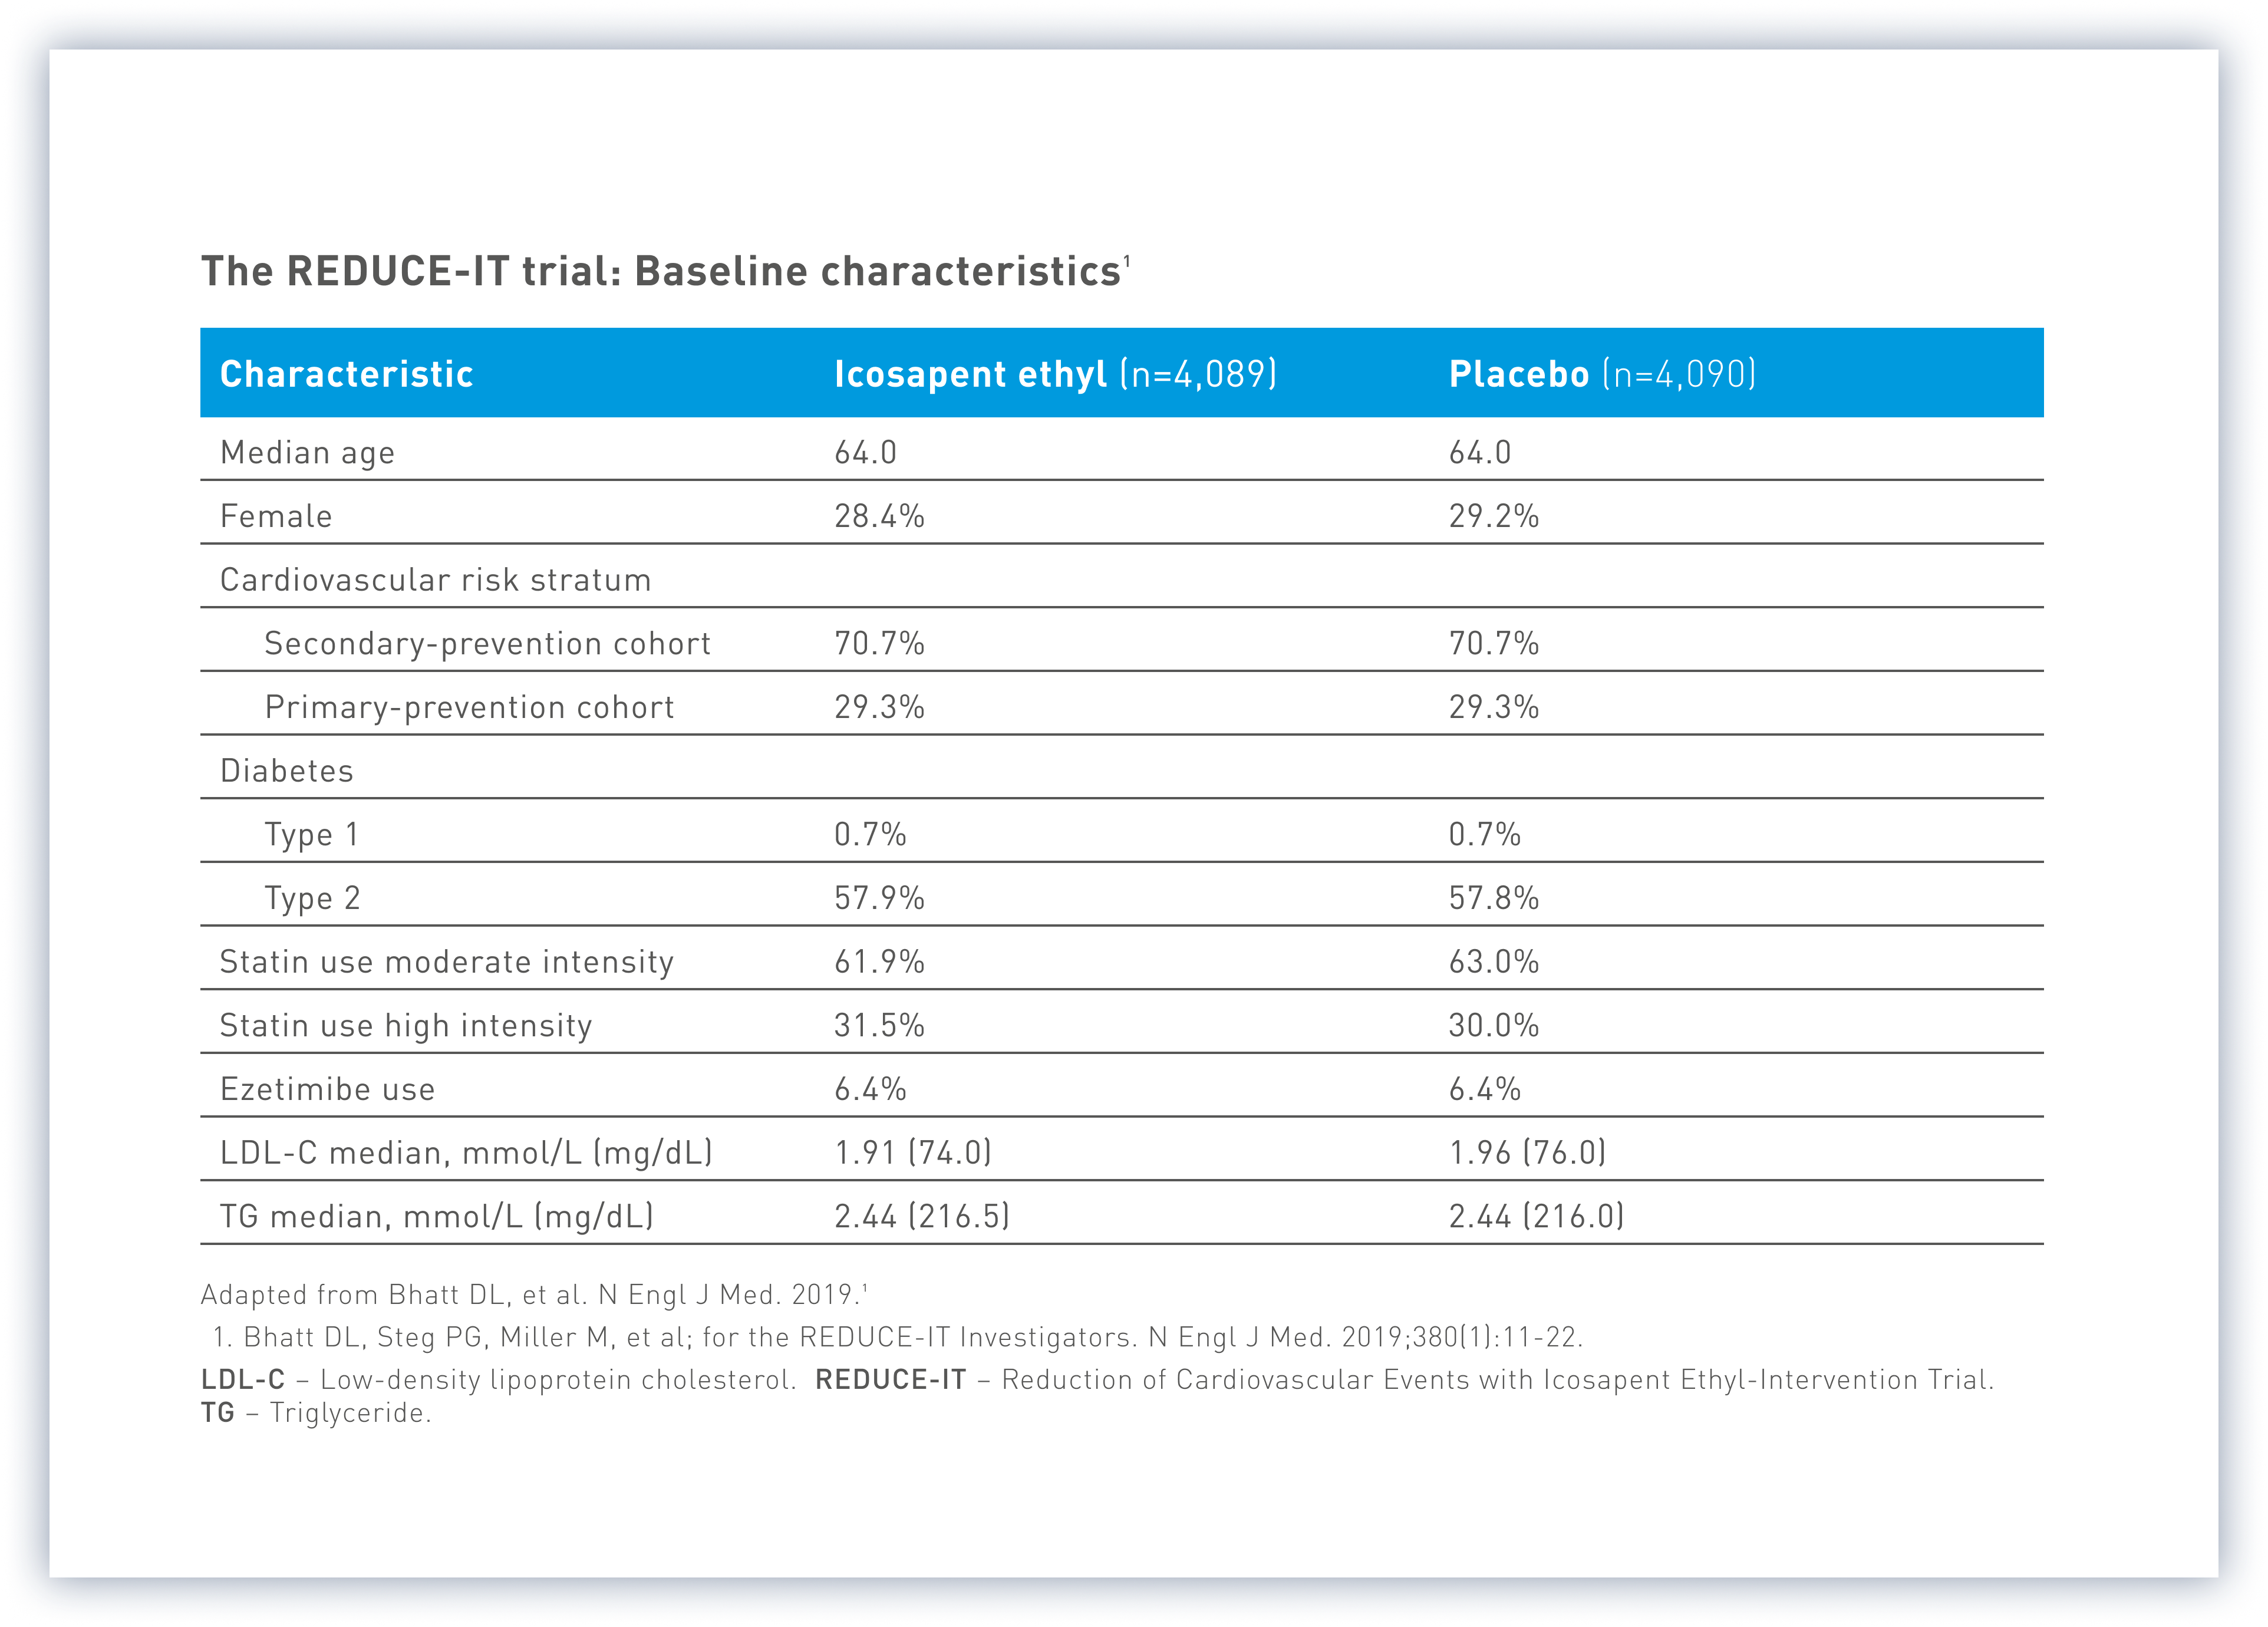 The REDUCE-IT trial: Baseline characteristics¹
Characteristic Icosapent ethyl (n=4,089) Placebo (n=4,090)
Median age 64.0 64.0
Female 28.4% 29.2%
Cardiovascular risk stratum
Secondary-prevention cohort 70.7% 70.7%
Primary-prevention cohort 29.3% 29.3%
Diabetes
Type 1 0.7% 0.7%
Type 2 57.9% 57.8%
Statin use moderate intensity 61.9% 63.0%
Statin use high intensity 31.5% 30.0%
Ezetimibe use 6.4% 6.4%
LDL-C median, mmol/L (mg/dL) 1.91 (74.0) 1.96 (76.0)
TG median, mmol/L (mg/dL) 2.44 (216.5) 2.44 (216.0)
Adapted from Bhatt DL, et al. N Engl J Med. 2019.¹
1. Bhatt DL, Steg PG, Miller M, et al; for the REDUCE-IT Investigators. N Engl J Med. 2019;380(1):11-22.
LDL-C – Low-density lipoprotein cholesterol. REDUCE-IT – Reduction of Cardiovascular Events with Icosapent Ethyl-Intervention Trial.
TG – Triglyceride.